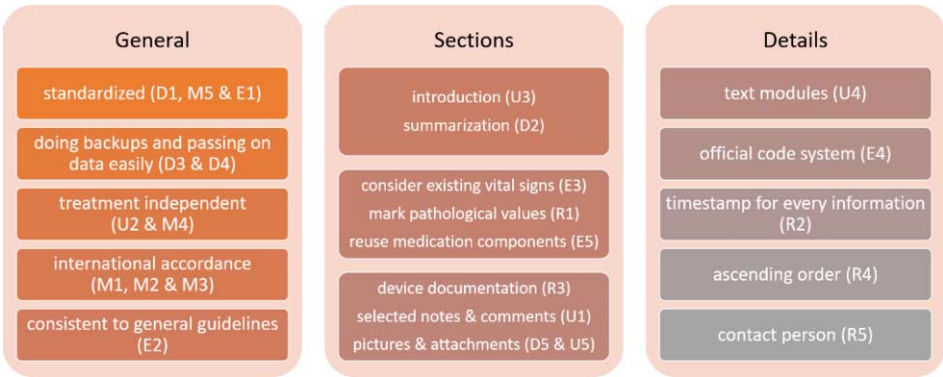 General
standardized (D1, M5 & E1)
doing backups and passing on
data easily (D3 & D4)
treatment independent
(U2 & M4)
international accordance
(M1, M2 & M3)
consistent to general guidelines
(E2)
Sections
introduction (U3)
summarization (D2)
consider existing vital signs (E3)
mark pathological values (R1)
reuse medication components (E5)
device documentation (R3)
selected notes & comments (U1)
pictures & attachments (D5 & U5)
Details
text modules (U4)
official code system (E4)
timestamp for every information
(R2)
ascending order (R4)
contact person (R5)